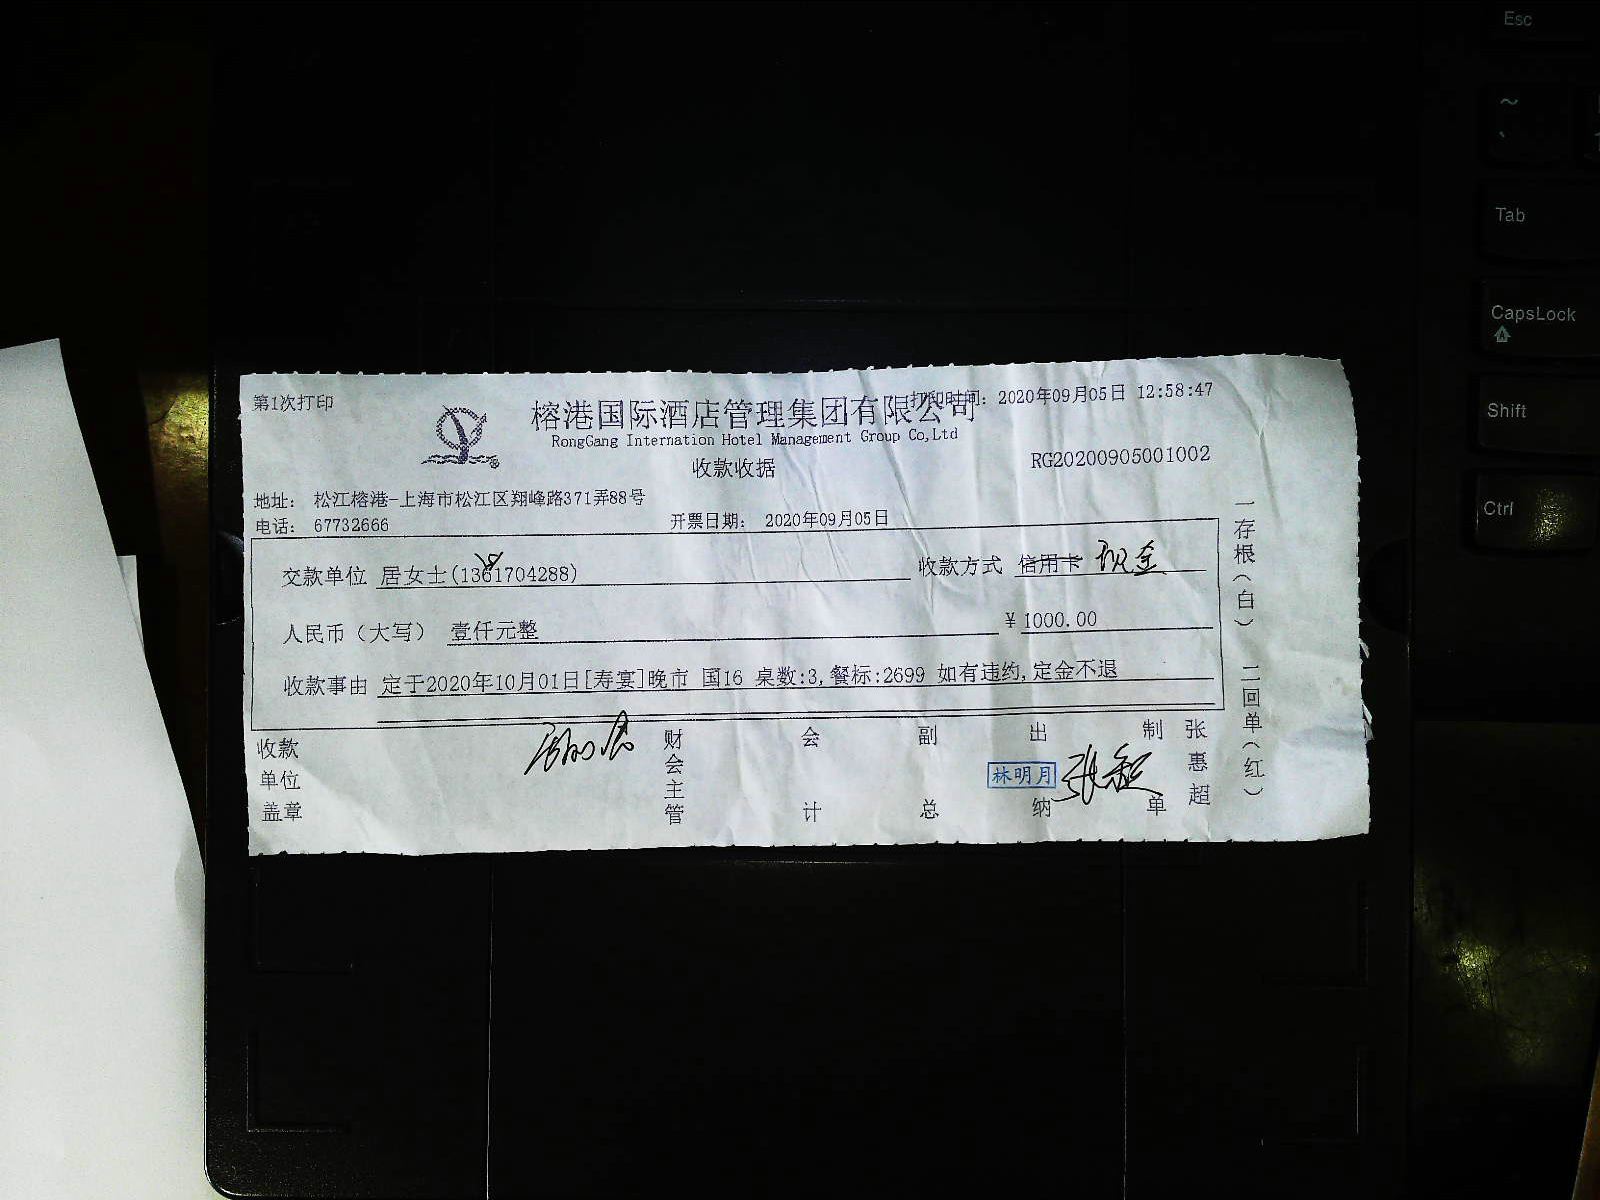 第1次打印
打印时间: 2020年09月05日 12:58:47
榕港国际酒店管理集团有限公司
RongGang Internation Hotel Management Group Co,Ltd
收款收据
RG20200905001002
地址: 松江榕港-上海市松江区翔峰路371弄88号
电话: 67732666
开票日期: 2020年09月05日
交款单位 居女士(1361704288)
收款方式 信用卡 现金
人民币（大写） 壹仟元整 ¥1000.00
收款事由 定于2020年10月01日[寿宴]晚市 国16 桌数:3,餐标:2699 如有违约,定金不退
收款单位盖章
财会主管
会计
副总
出纳
林明月
制单
张惠超
一存根（白） 二回单（红）
Esc
~
Tab
CapsLock
Shift
Ctrl